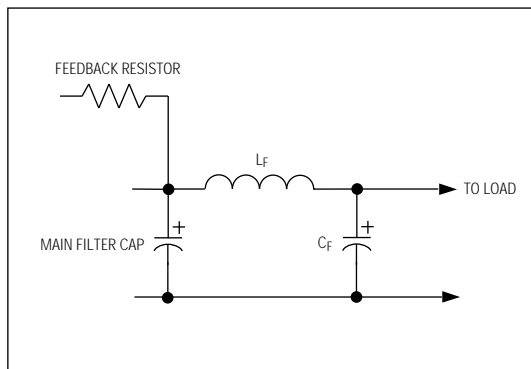 FEEDBACK RESISTOR
LF
TO LOAD
+
+
MAIN FILTER CAP
CF